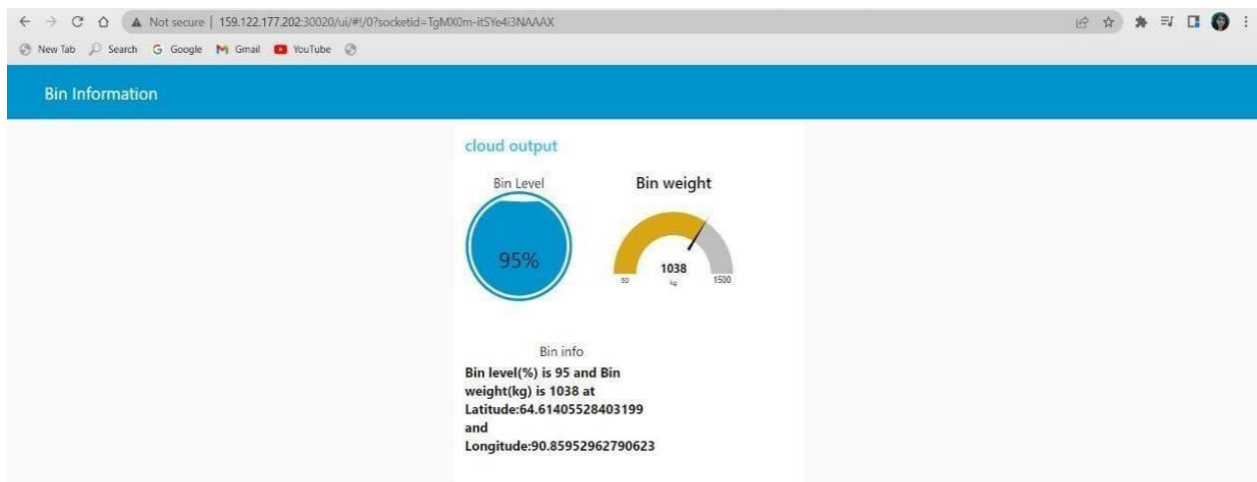 Not secure | 159.122.177.202:30020/ui/#!/0?socketid=TgMX0m-itSYe4i3NAAAX
New Tab Search Google Gmail YouTube
Bin Information
cloud output
Bin Level Bin weight
95%
1038
50 kg 1500
Bin info
Bin level(%) is 95 and Bin
weight(kg) is 1038 at
Latitude:64.61405528403199
and
Longitude:90.85952962790623